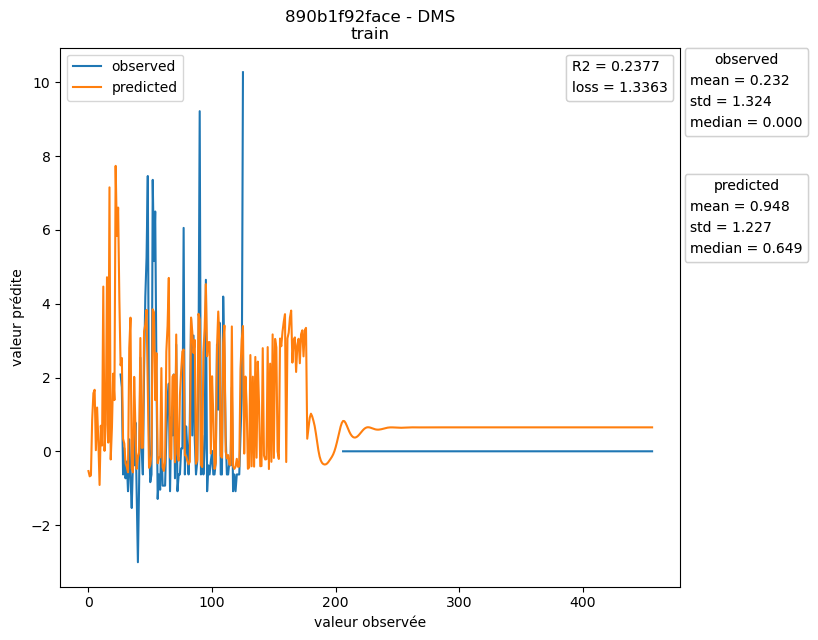 890b1f92face - DMS
train
observed
predicted
R2 = 0.2377
loss = 1.3363
observed
mean = 0.232
std = 1.324
median = 0.000
predicted
mean = 0.948
std = 1.227
median = 0.649
valeur prédite
10
8
6
4
2
0
−2
0
100
200
300
400
valeur observée